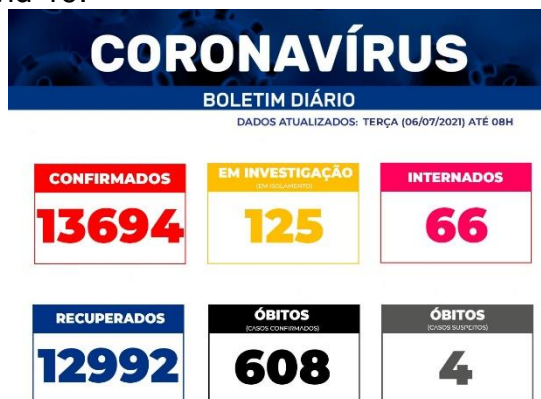 CORONAVÍRUS
BOLETIM DIÁRIO
DADOS ATUALIZADOS: TERÇA (06/07/2021) ATÉ 08H
CONFIRMADOS
13694
EM INVESTIGAÇÃO
(EM ISOLAMENTO)
125
INTERNADOS
66
RECUPERADOS
12992
ÓBITOS
(CASOS CONFIRMADOS)
608
ÓBITOS
(CASOS SUSPEITOS)
4